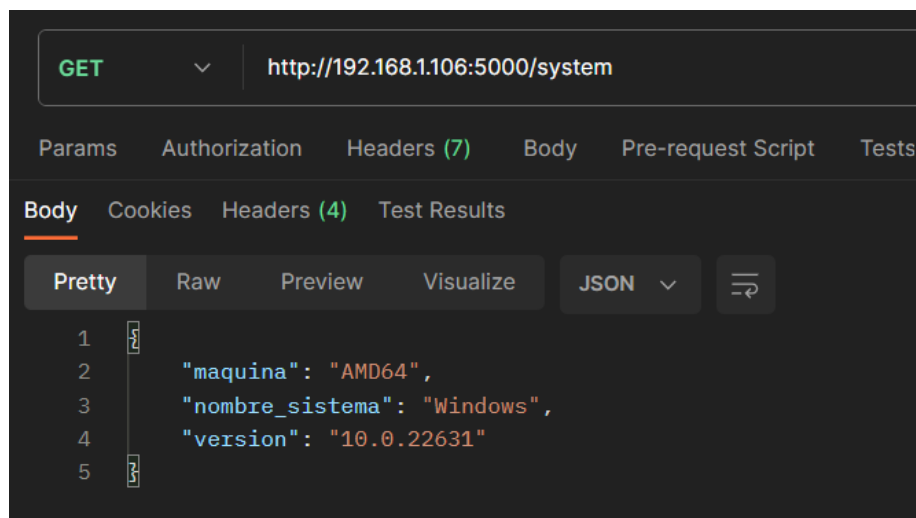 GET http://192.168.1.106:5000/system
Params Authorization Headers (7) Body Pre-request Script Tests
Body Cookies Headers (4) Test Results
Pretty Raw Preview Visualize JSON
1 {
2 "maquina": "AMD64",
3 "nombre_sistema": "Windows",
4 "version": "10.0.22631"
5 }